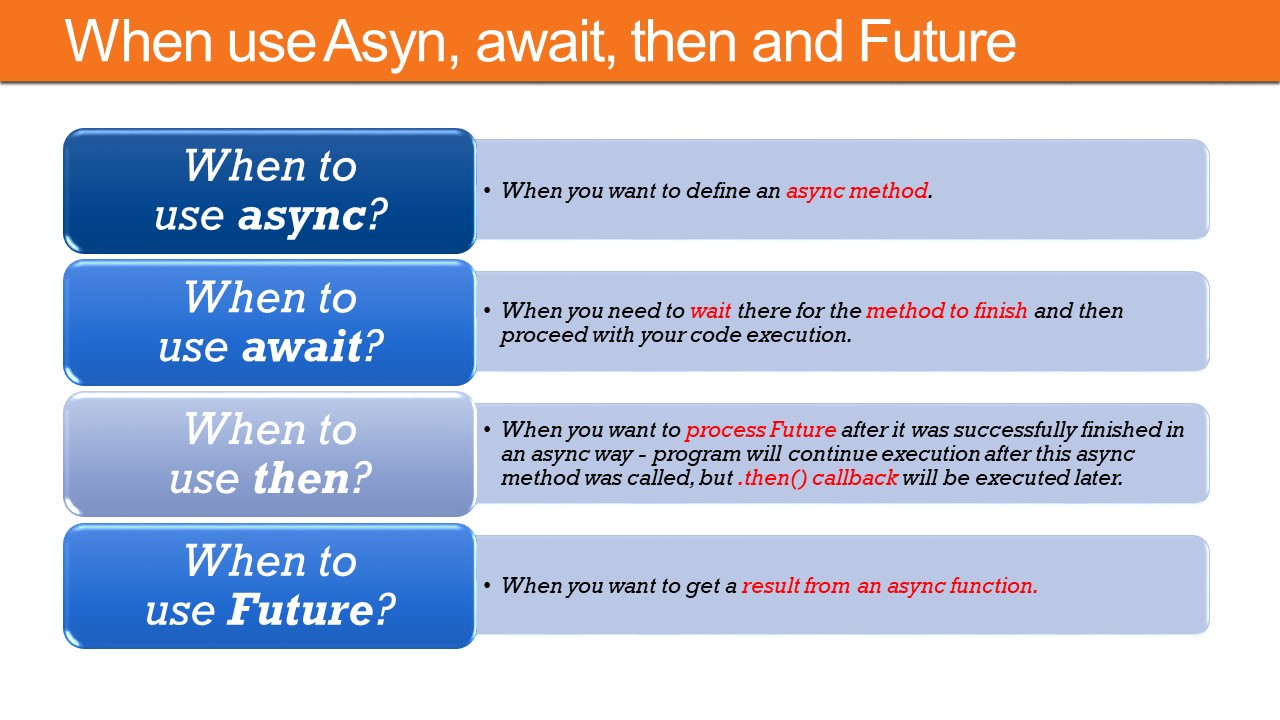 When use Asyn, await, then and Future
When to
use async?
• When you want to define an async method.
When to
use await?
• When you need to wait there for the method to finish and then
proceed with your code execution.
When to
use then?
• When you want to process Future after it was successfully finished in
an async way - program will continue execution after this async
method was called, but .then() callback will be executed later.
When to
use Future?
• When you want to get a result from an async function.